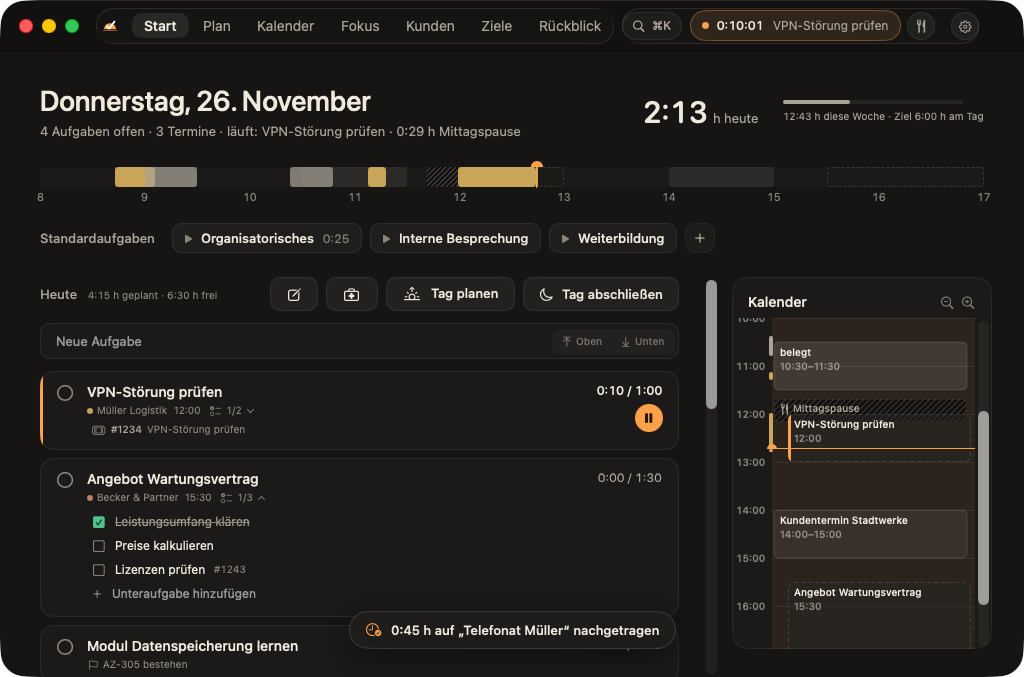 Start Plan Kalender Fokus Kunden Ziele Rückblick ⌘K 0:10:01 VPN-Störung prüfen
Donnerstag, 26. November
4 Aufgaben offen · 3 Termine · läuft: VPN-Störung prüfen · 0:29 h Mittagspause
2:13 h heute
12:43 h diese Woche · Ziel 6:00 h am Tag
8 9 10 11 12 13 14 15 16 17
Standardaufgaben Organisatorisches 0:25 Interne Besprechung Weiterbildung +
Heute 4:15 h geplant · 6:30 h frei Tag planen Tag abschließen
Neue Aufgabe Oben Unten
VPN-Störung prüfen 0:10 / 1:00
Müller Logistik 12:00 1/2
#1234 VPN-Störung prüfen
Angebot Wartungsvertrag 0:00 / 1:30
Becker & Partner 15:30 1/3
Leistungsumfang klären
Preise kalkulieren
Lizenzen prüfen #1243
+ Unteraufgabe hinzufügen
Modul Datenspeicherung lernen
AZ-305 bestehen
0:45 h auf „Telefonat Müller“ nachgetragen
Kalender
10:00
belegt
10:30–11:30
11:00
Mittagspause
12:00
VPN-Störung prüfen
12:00
13:00
14:00
Kundentermin Stadtwerke
14:00–15:00
15:00
Angebot Wartungsvertrag
15:30
16:00